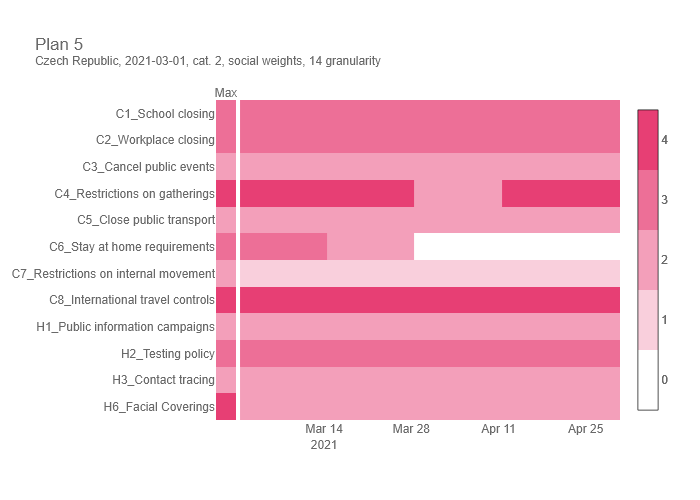 Plan 5
Czech Republic, 2021-03-01, cat. 2, social weights, 14 granularity
Max
C1_School closing
C2_Workplace closing
C3_Cancel public events
C4_Restrictions on gatherings
C5_Close public transport
C6_Stay at home requirements
C7_Restrictions on internal movement
C8_International travel controls
H1_Public information campaigns
H2_Testing policy
H3_Contact tracing
H6_Facial Coverings
Mar 14
2021
Mar 28
Apr 11
Apr 25
4
3
2
1
0